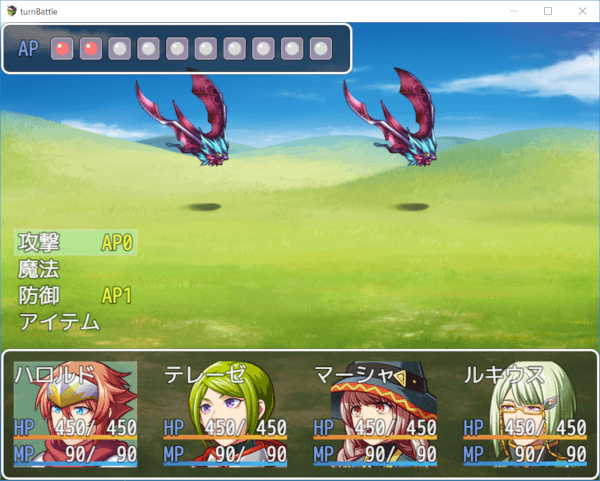 turnBattle
AP
攻撃 AP0
魔法
防御 AP1
アイテム
ハロルド テレーゼ マーシャ ルキウス
HP 450/ 450 HP 450/ 450 HP 450/ 450 HP 450/ 450
MP 90/ 90 MP 90/ 90 MP 90/ 90 MP 90/ 90